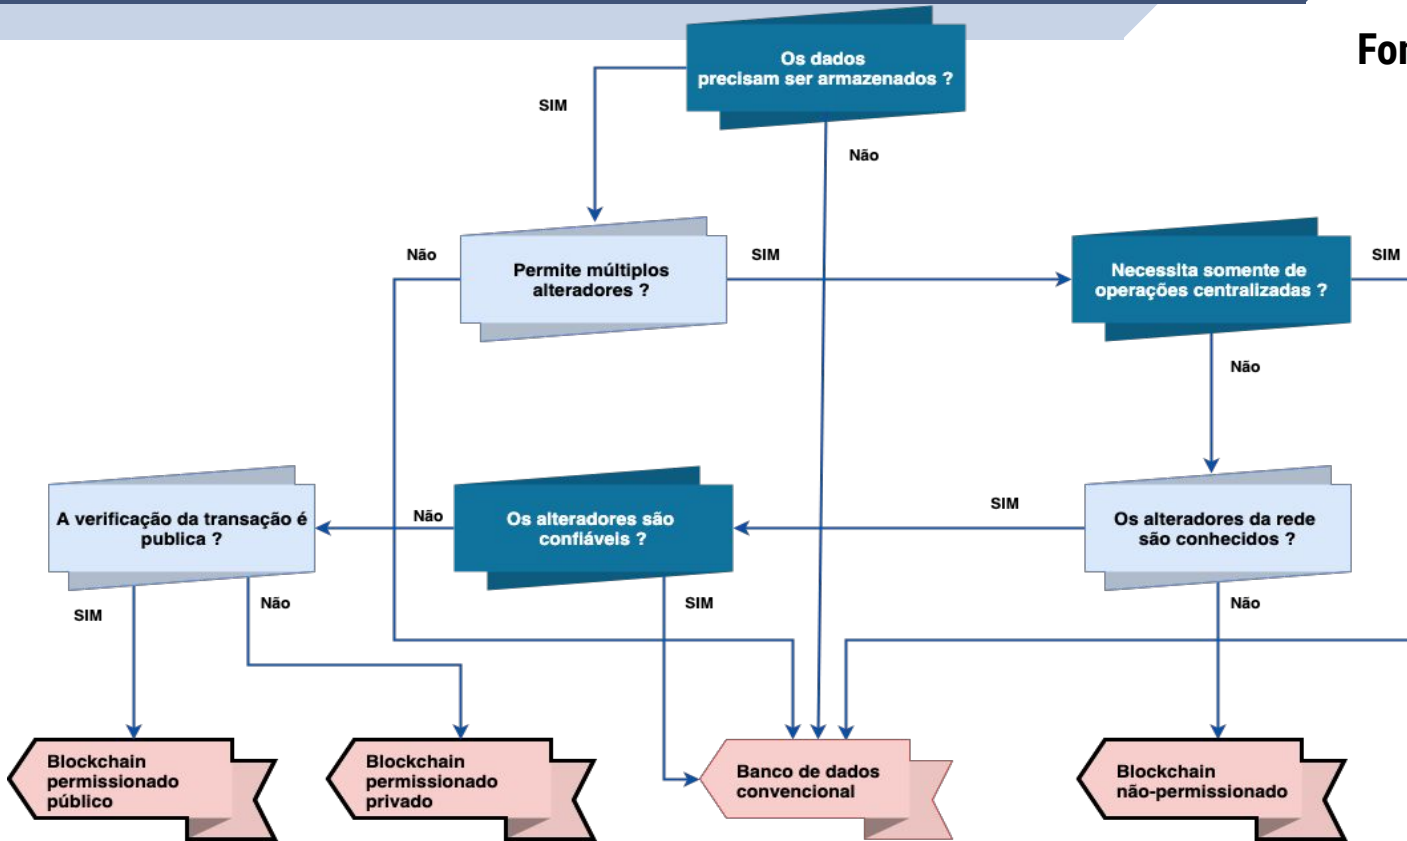 For
Os dados
precisam ser armazenados ?
SIM
Não
Não
Permite múltiplos
alteradores ?
SIM
Necessita somente de
operações centralizadas ?
SIM
Não
A verificação da transação é
publica ?
Não
Os alteradores são
confiáveis ?
SIM
Os alteradores da rede
são conhecidos ?
SIM
Não
SIM
Não
Blockchain
permissionado
público
Blockchain
permissionado
privado
Banco de dados
convencional
Blockchain
não-permissionado